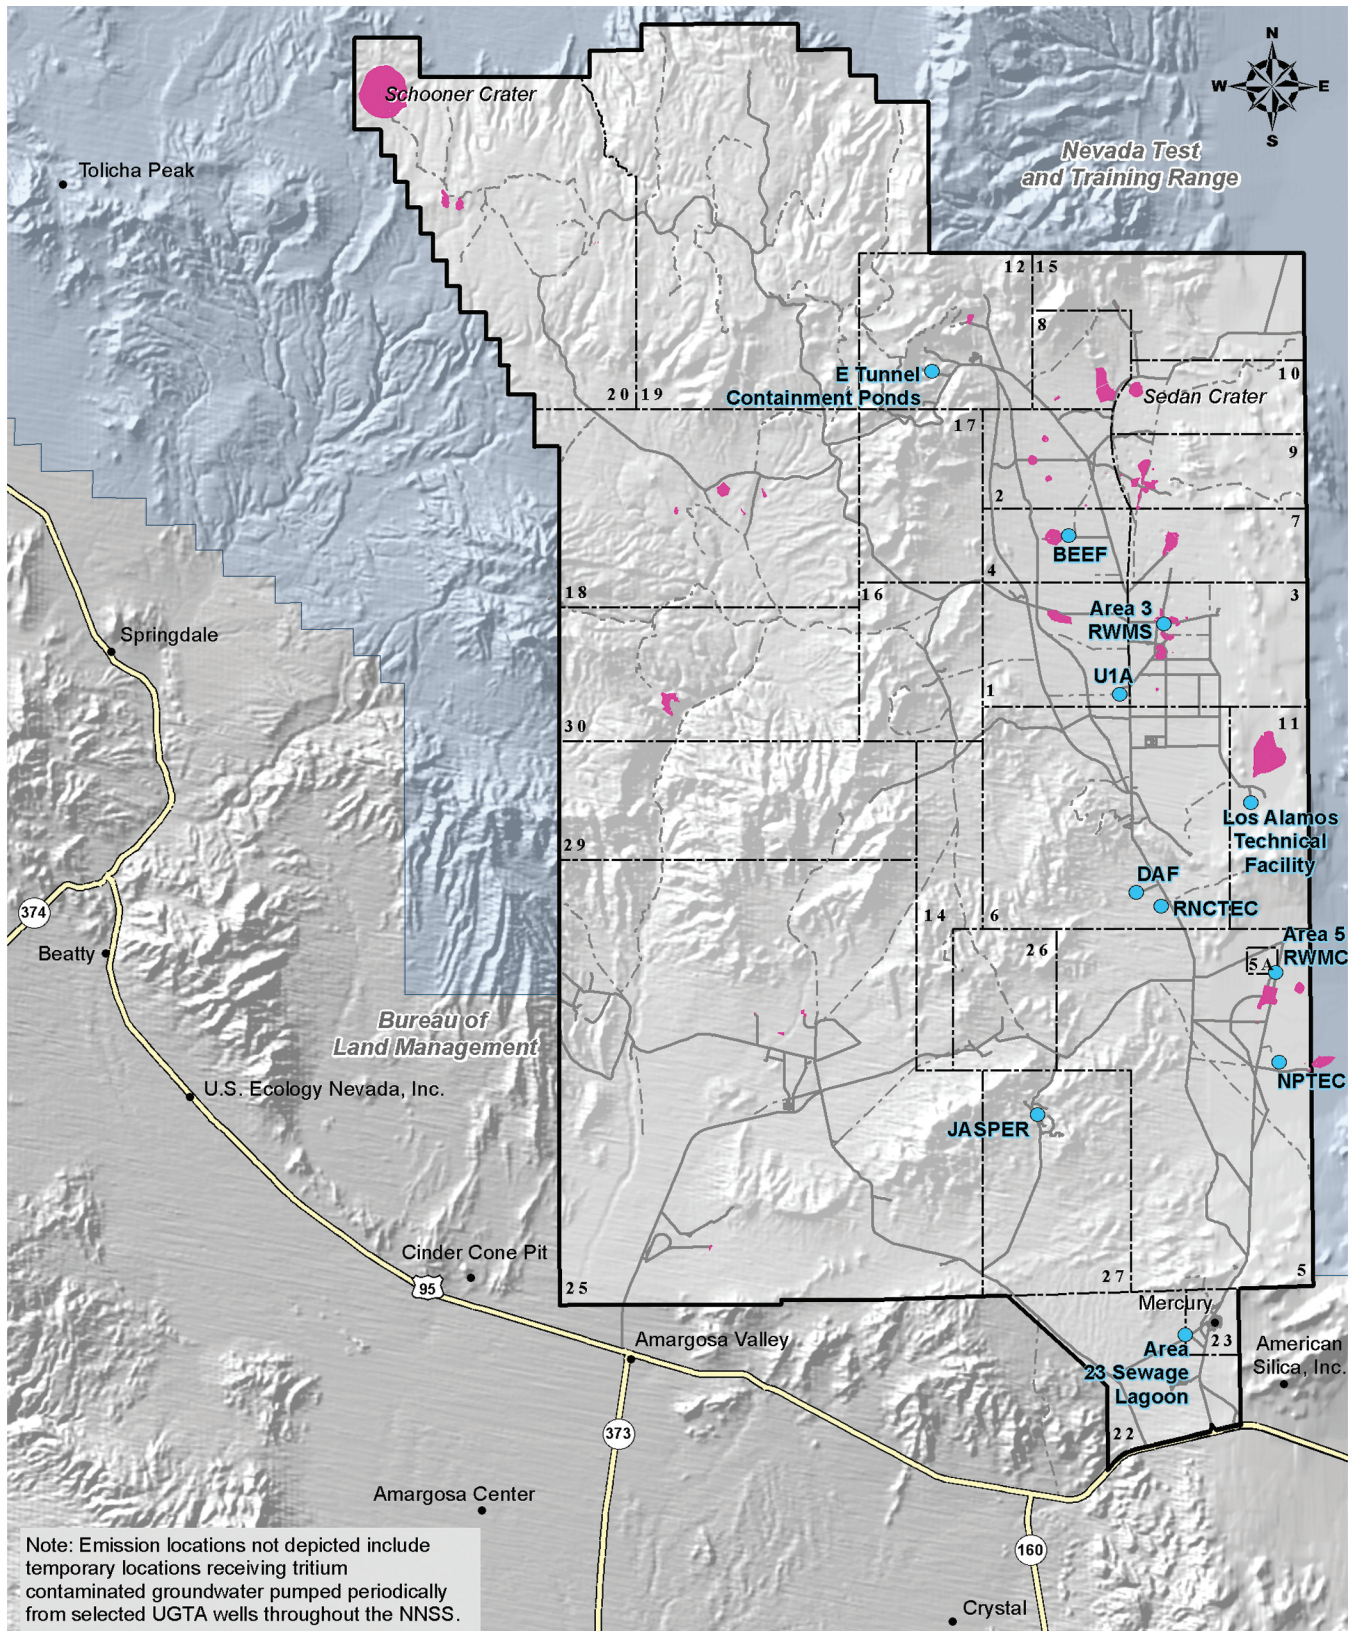 N
W
E
S
Schooner Crater
Nevada Test
and Training Range
Tolicha Peak
12
15
8
E Tunnel
Containment Ponds
10
Sedan Crater
20
19
17
9
2
7
BEEF
4
18
16
3
Area 3
RWMS
Springdale
U1A
1
30
11
Los Alamos
Technical
Facility
29
DAF
RNCTEC
374
14
6
Area 5
RWMC
Beatty
26
5A
Bureau of
Land Management
NPTEC
U.S. Ecology Nevada, Inc.
JASPER
Cinder Cone Pit
95
25
27
5
Mercury
23
American
Silica, Inc.
Amargosa Valley
Area
23 Sewage
Lagoon
373
22
Amargosa Center
160
Note: Emission locations not depicted include
temporary locations receiving tritium
contaminated groundwater pumped periodically
from selected UGTA wells throughout the NNSS.
Crystal